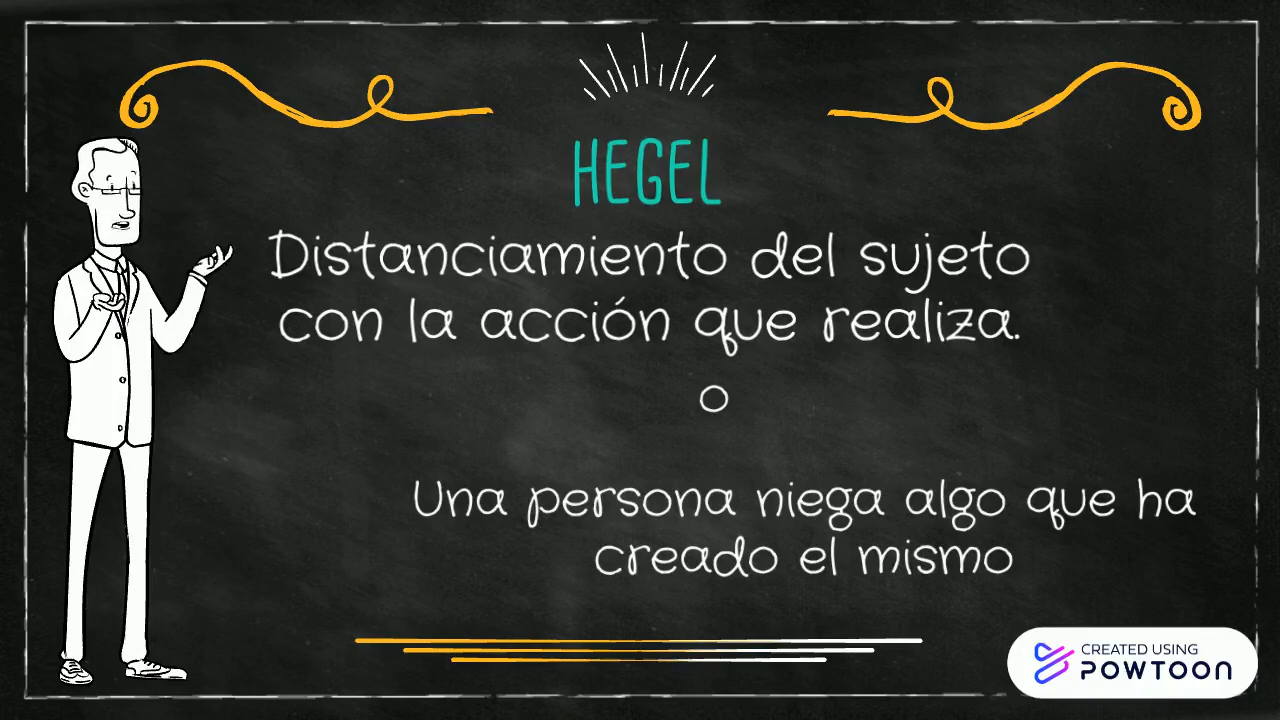 HEGEL
Distanciamiento del sujeto
con la acción que realiza.
o
Una persona niega algo que ha
creado el mismo
CREATED USING
POWTOON